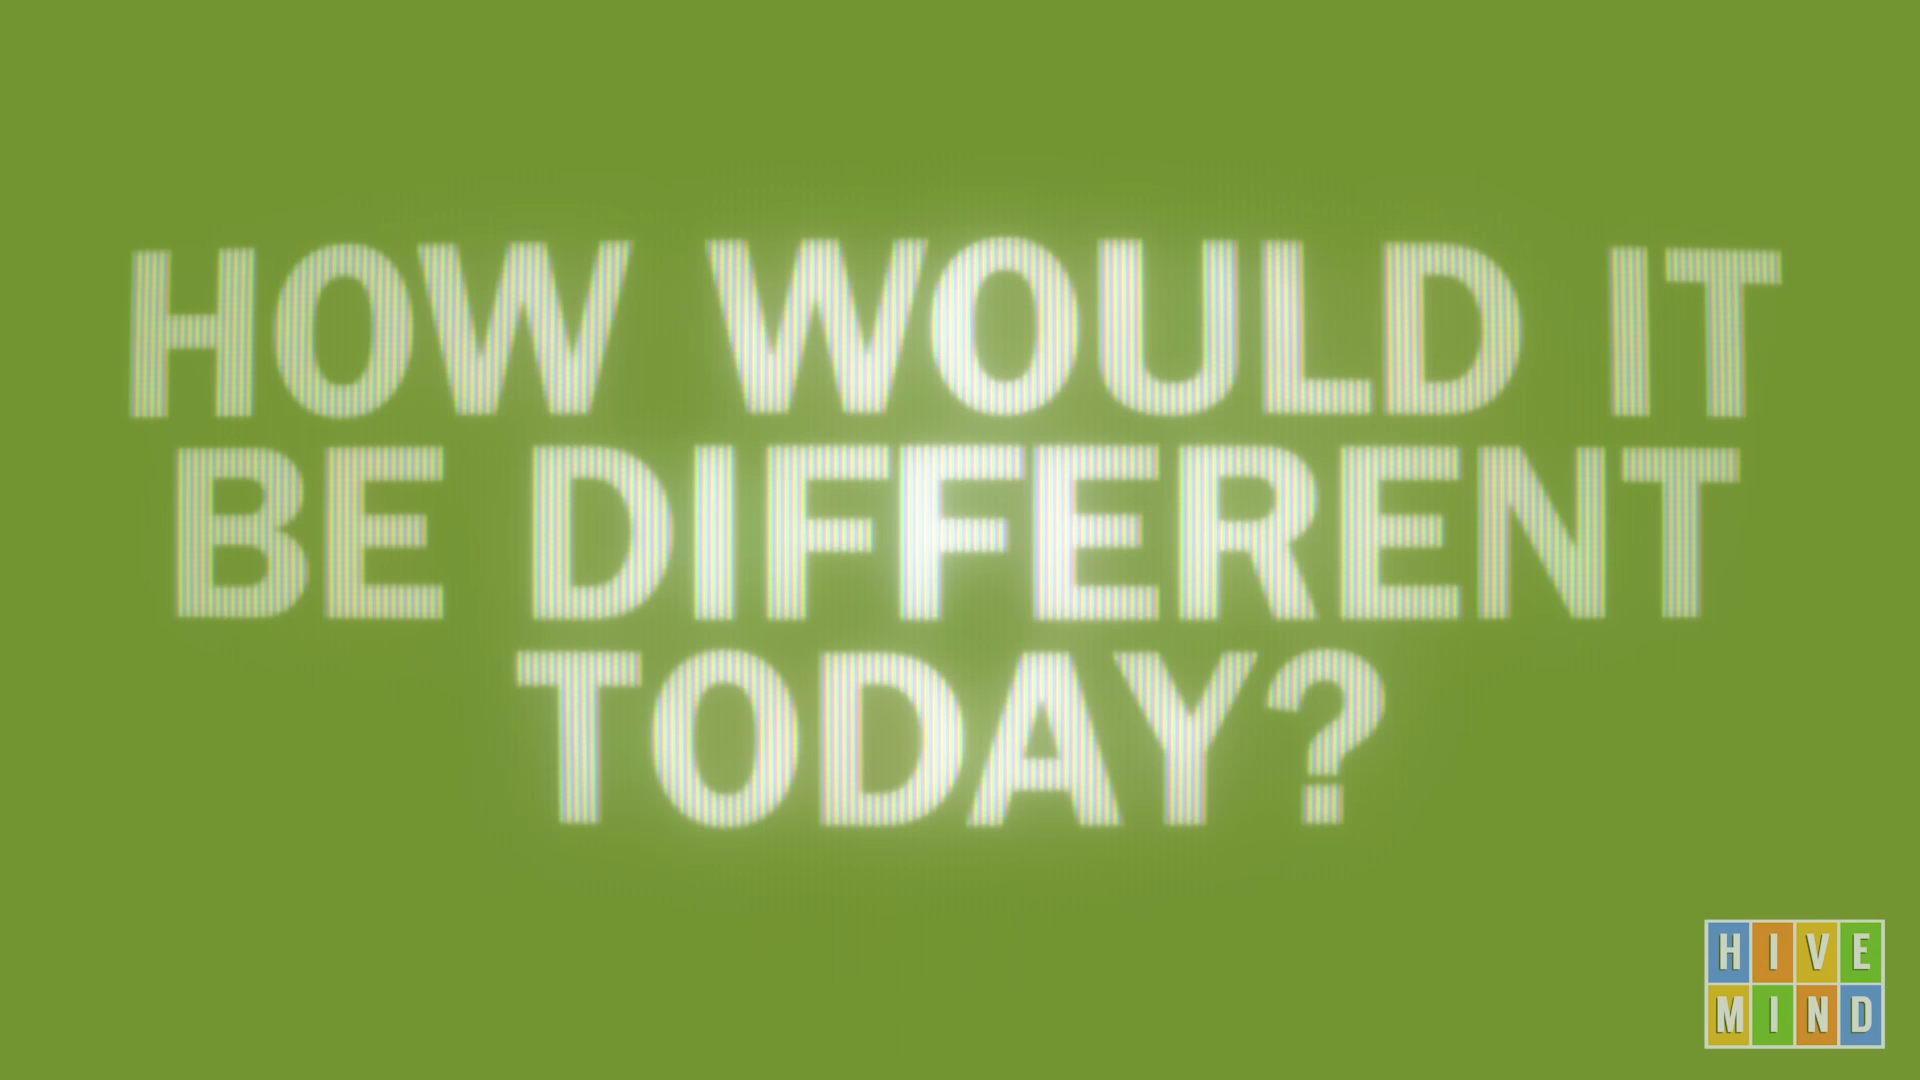 HOW WOULD IT
BE DIFFERENT
TODAY?
HIVE
MIND